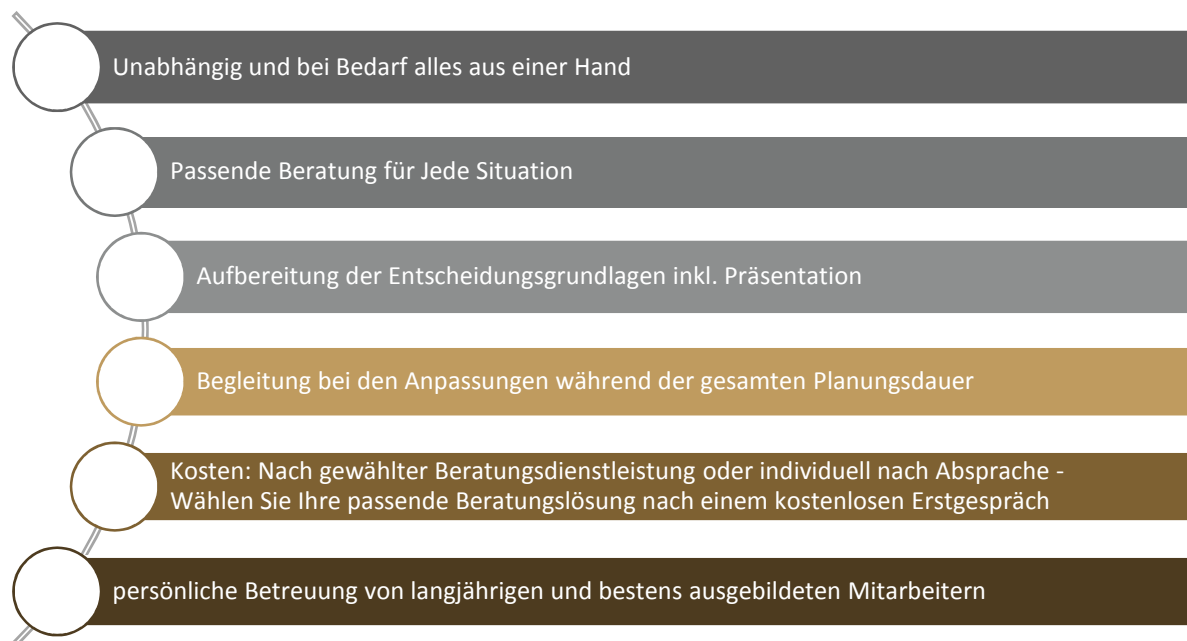 Unabhängig und bei Bedarf alles aus einer Hand
Passende Beratung für Jede Situation
Aufbereitung der Entscheidungsgrundlagen inkl. Präsentation
Begleitung bei den Anpassungen während der gesamten Planungsdauer
Kosten: Nach gewählter Beratungsdienstleistung oder individuell nach Absprache -
Wählen Sie Ihre passende Beratungslösung nach einem kostenlosen Erstgespräch
persönliche Betreuung von langjährigen und bestens ausgebildeten Mitarbeitern